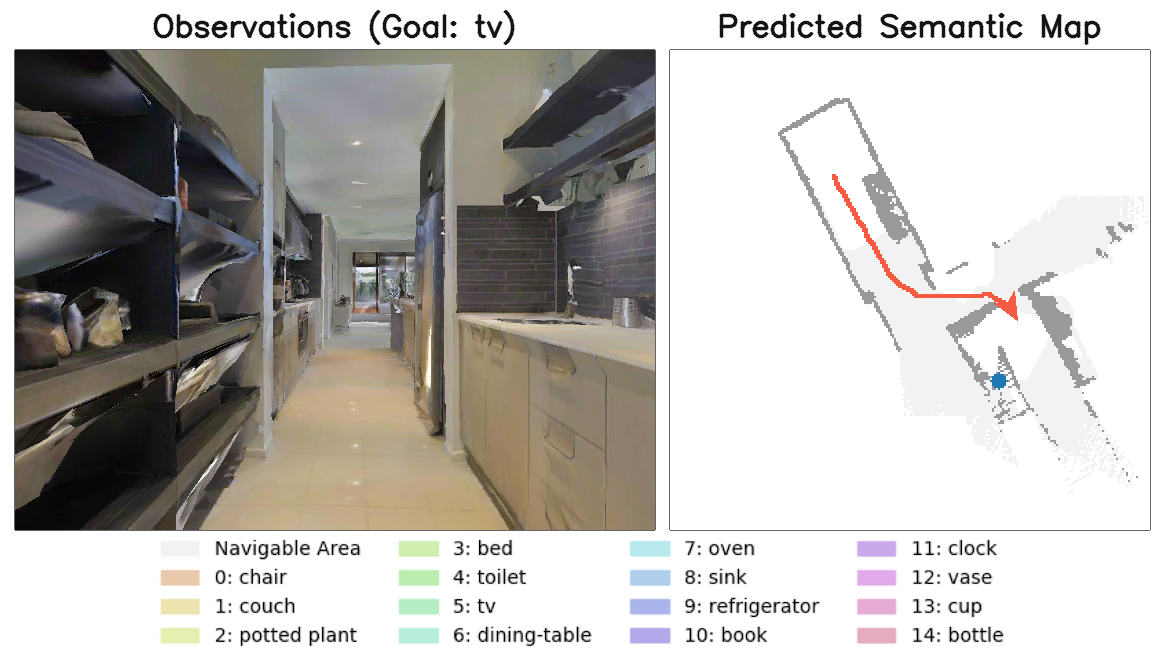 Observations (Goal: tv)
Predicted Semantic Map
Navigable Area
0: chair
1: couch
2: potted plant
3: bed
4: toilet
5: tv
6: dining-table
7: oven
8: sink
9: refrigerator
10: book
11: clock
12: vase
13: cup
14: bottle